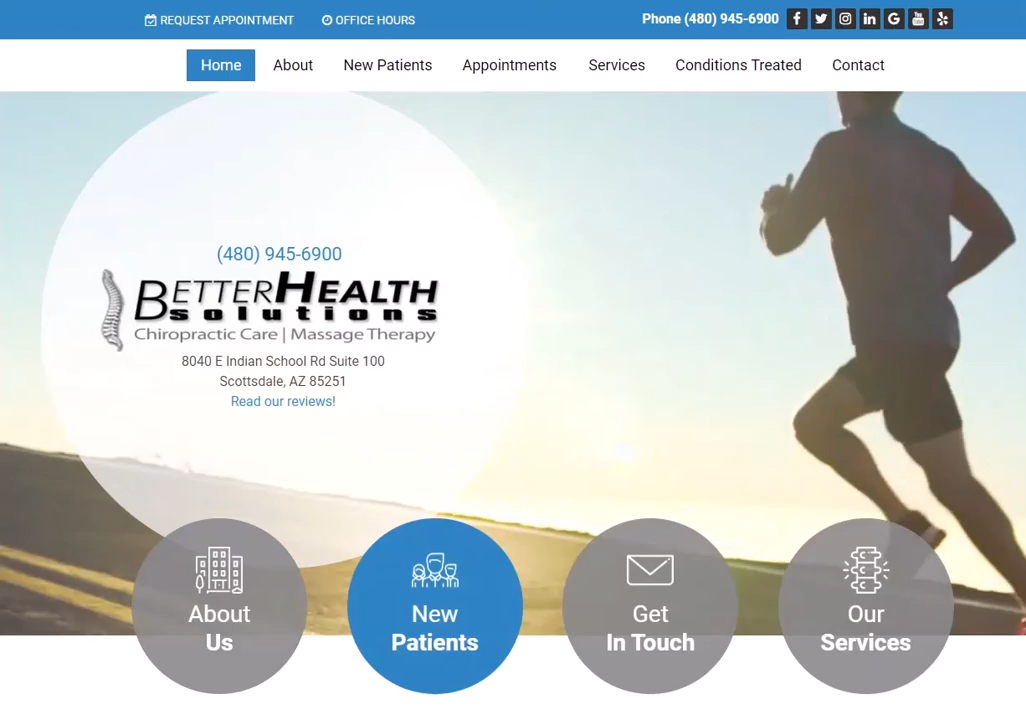 REQUEST APPOINTMENT OFFICE HOURS Phone (480) 945-6900
Home About New Patients Appointments Services Conditions Treated Contact
(480) 945-6900
BETTERHEALTH
solutions
Chiropractic Care | Massage Therapy
8040 E Indian School Rd Suite 100
Scottsdale, AZ 85251
Read our reviews!
About
Us
New
Patients
Get
In Touch
Our
Services